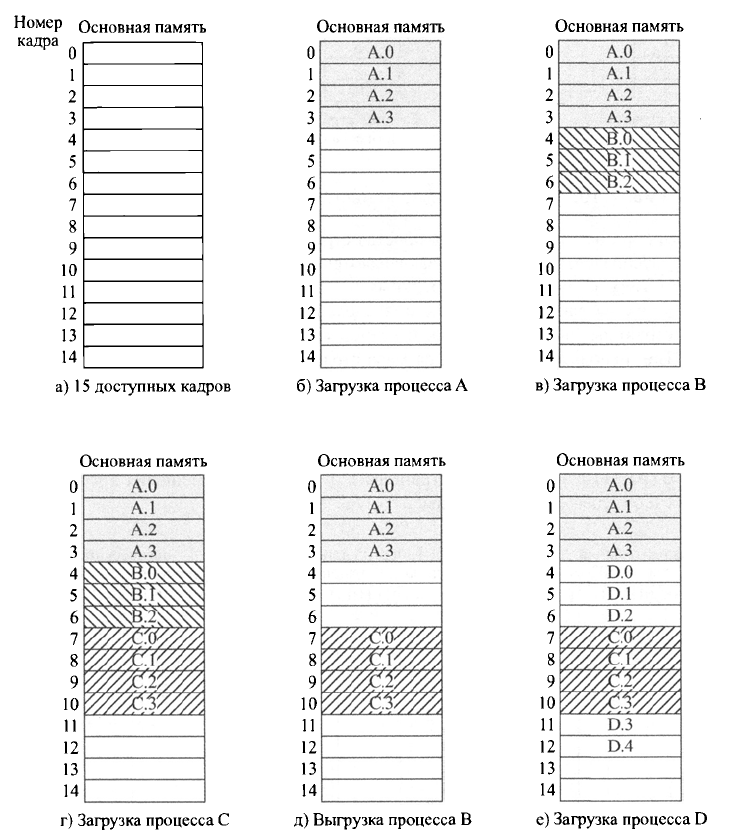 Номер кадра
Основная память
0
1
2
3
4
5
6
7
8
9
10
11
12
13
14
а) 15 доступных кадров
Основная память
0 A.0
1 A.1
2 A.2
3 A.3
4
5
6
7
8
9
10
11
12
13
14
б) Загрузка процесса А
Основная память
0 A.0
1 A.1
2 A.2
3 A.3
4 B.0
5 B.1
6 B.2
7
8
9
10
11
12
13
14
в) Загрузка процесса В
Основная память
0 A.0
1 A.1
2 A.2
3 A.3
4 B.0
5 B.1
6 B.2
7 C.0
8 C.1
9 C.2
10 C.3
11
12
13
14
г) Загрузка процесса С
Основная память
0 A.0
1 A.1
2 A.2
3 A.3
4
5
6
7 C.0
8 C.1
9 C.2
10 C.3
11
12
13
14
д) Выгрузка процесса В
Основная память
0 A.0
1 A.1
2 A.2
3 A.3
4 D.0
5 D.1
6 D.2
7 C.0
8 C.1
9 C.2
10 C.3
11 D.3
12 D.4
13
14
е) Загрузка процесса D